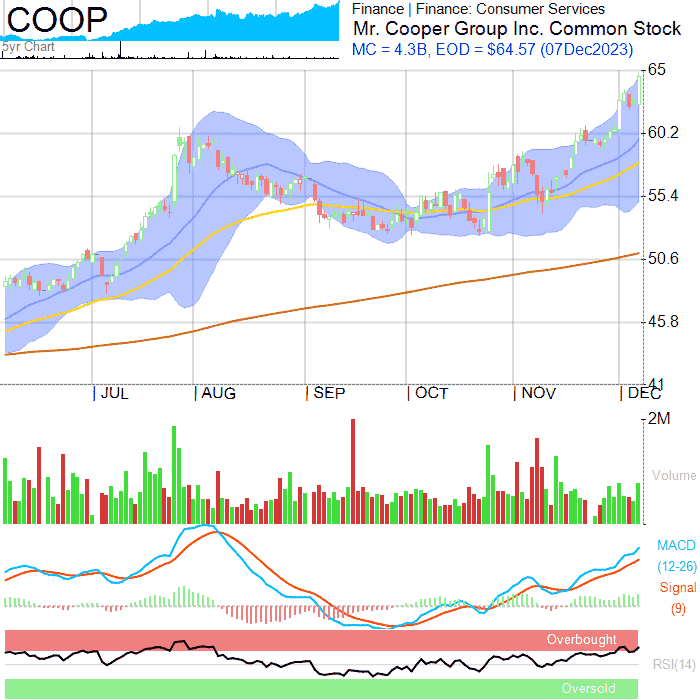 COOP
5yr Chart
Finance | Finance: Consumer Services
Mr. Cooper Group Inc. Common Stock
MC = 4.3B, EOD = $64.57 (07Dec2023)
65
60.2
55.4
50.6
45.8
41
JUL AUG SEP OCT NOV DEC
2M
Volume
MACD
(12-26)
Signal
(9)
Overbought
RSI(14)
Oversold